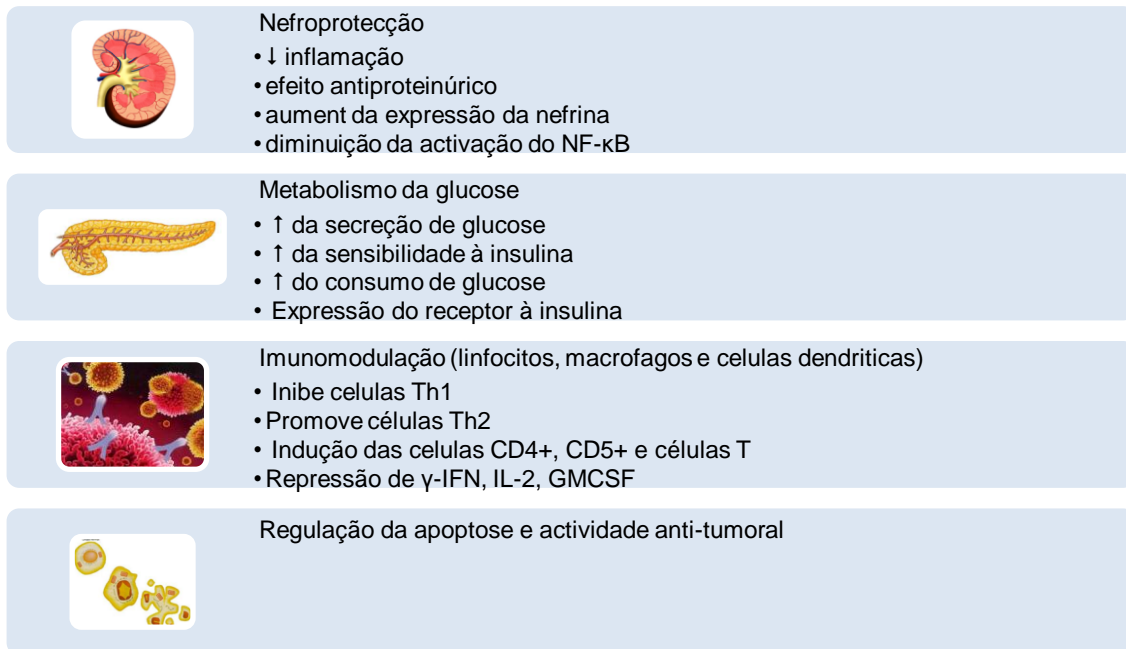 Nefroprotecção
• ↓ inflamação
• efeito antiproteinúrico
• aument da expressão da nefrina
• diminuição da activação do NF-κB
Metabolismo da glucose
• ↑ da secreção de glucose
• ↑ da sensibilidade à insulina
• ↑ do consumo de glucose
• Expressão do receptor à insulina
Imunomodulação (linfocitos, macrofagos e celulas dendriticas)
• Inibe celulas Th1
• Promove células Th2
• Indução das celulas CD4+, CD5+ e células T
• Repressão de γ-IFN, IL-2, GMCSF
Regulação da apoptose e actividade anti-tumoral